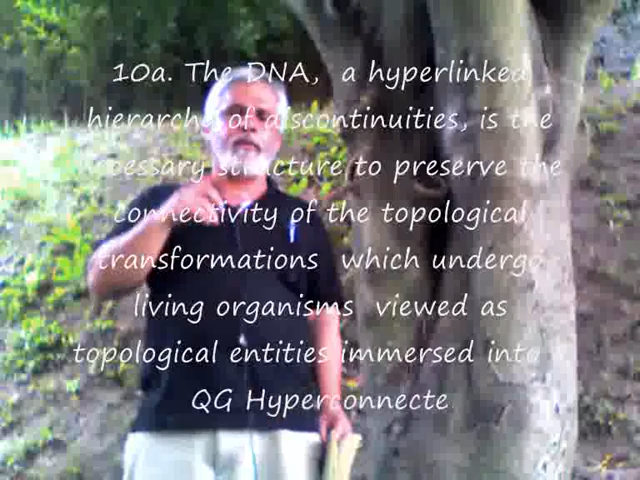 10a. The DNA, a hyperlinked
hierarchy of discontinuities, is the
necessary structure to preserve the
connectivity of the topological
transformations which undergo
living organisms viewed as
topological entities immersed into
QG Hyperconnecte